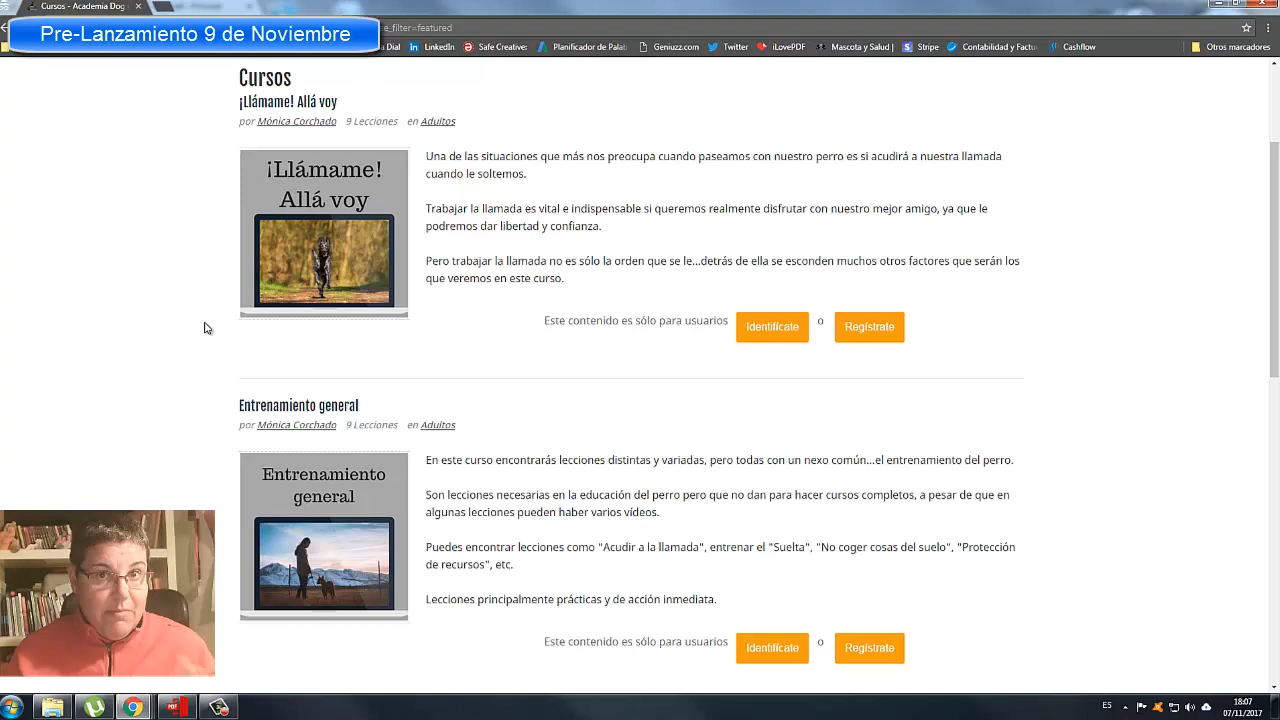 Cursos - Academia Dog
Pre-Lanzamiento 9 de Noviembre
e_filter=featured
Dial
LinkedIn
Safe Creative:
Planificador de Palab
Geniuzz.com
Twitter
iLovePDF
Mascota y Salud |
Stripe
Contabilidad y Factu
Cashflow
Otros marcadores
Cursos
¡Llámame! Allá voy
por Mónica Corchado 9 Lecciones en Adultos
¡Llámame!
Allá voy
Una de las situaciones que más nos preocupa cuando paseamos con nuestro perro es si acudirá a nuestra llamada
cuando le soltemos.
Trabajar la llamada es vital e indispensable si queremos realmente disfrutar con nuestro mejor amigo, ya que le
podremos dar libertad y confianza.
Pero trabajar la llamada no es sólo la orden que se le...detrás de ella se esconden muchos otros factores que serán los
que veremos en este curso.
Este contenido es sólo para usuarios Identifícate o Regístrate
Entrenamiento general
por Mónica Corchado 9 Lecciones en Adultos
Entrenamiento
general
En este curso encontrarás lecciones distintas y variadas, pero todas con un nexo común...el entrenamiento del perro.
Son lecciones necesarias en la educación del perro pero que no dan para hacer cursos completos, a pesar de que en
algunas lecciones pueden haber varios vídeos.
Puedes encontrar lecciones como "Acudir a la llamada", entrenar el "Suelta", "No coger cosas del suelo", "Protección
de recursos", etc.
Lecciones principalmente prácticas y de acción inmediata.
Este contenido es sólo para usuarios Identifícate o Regístrate
ES
18:07
07/11/2017